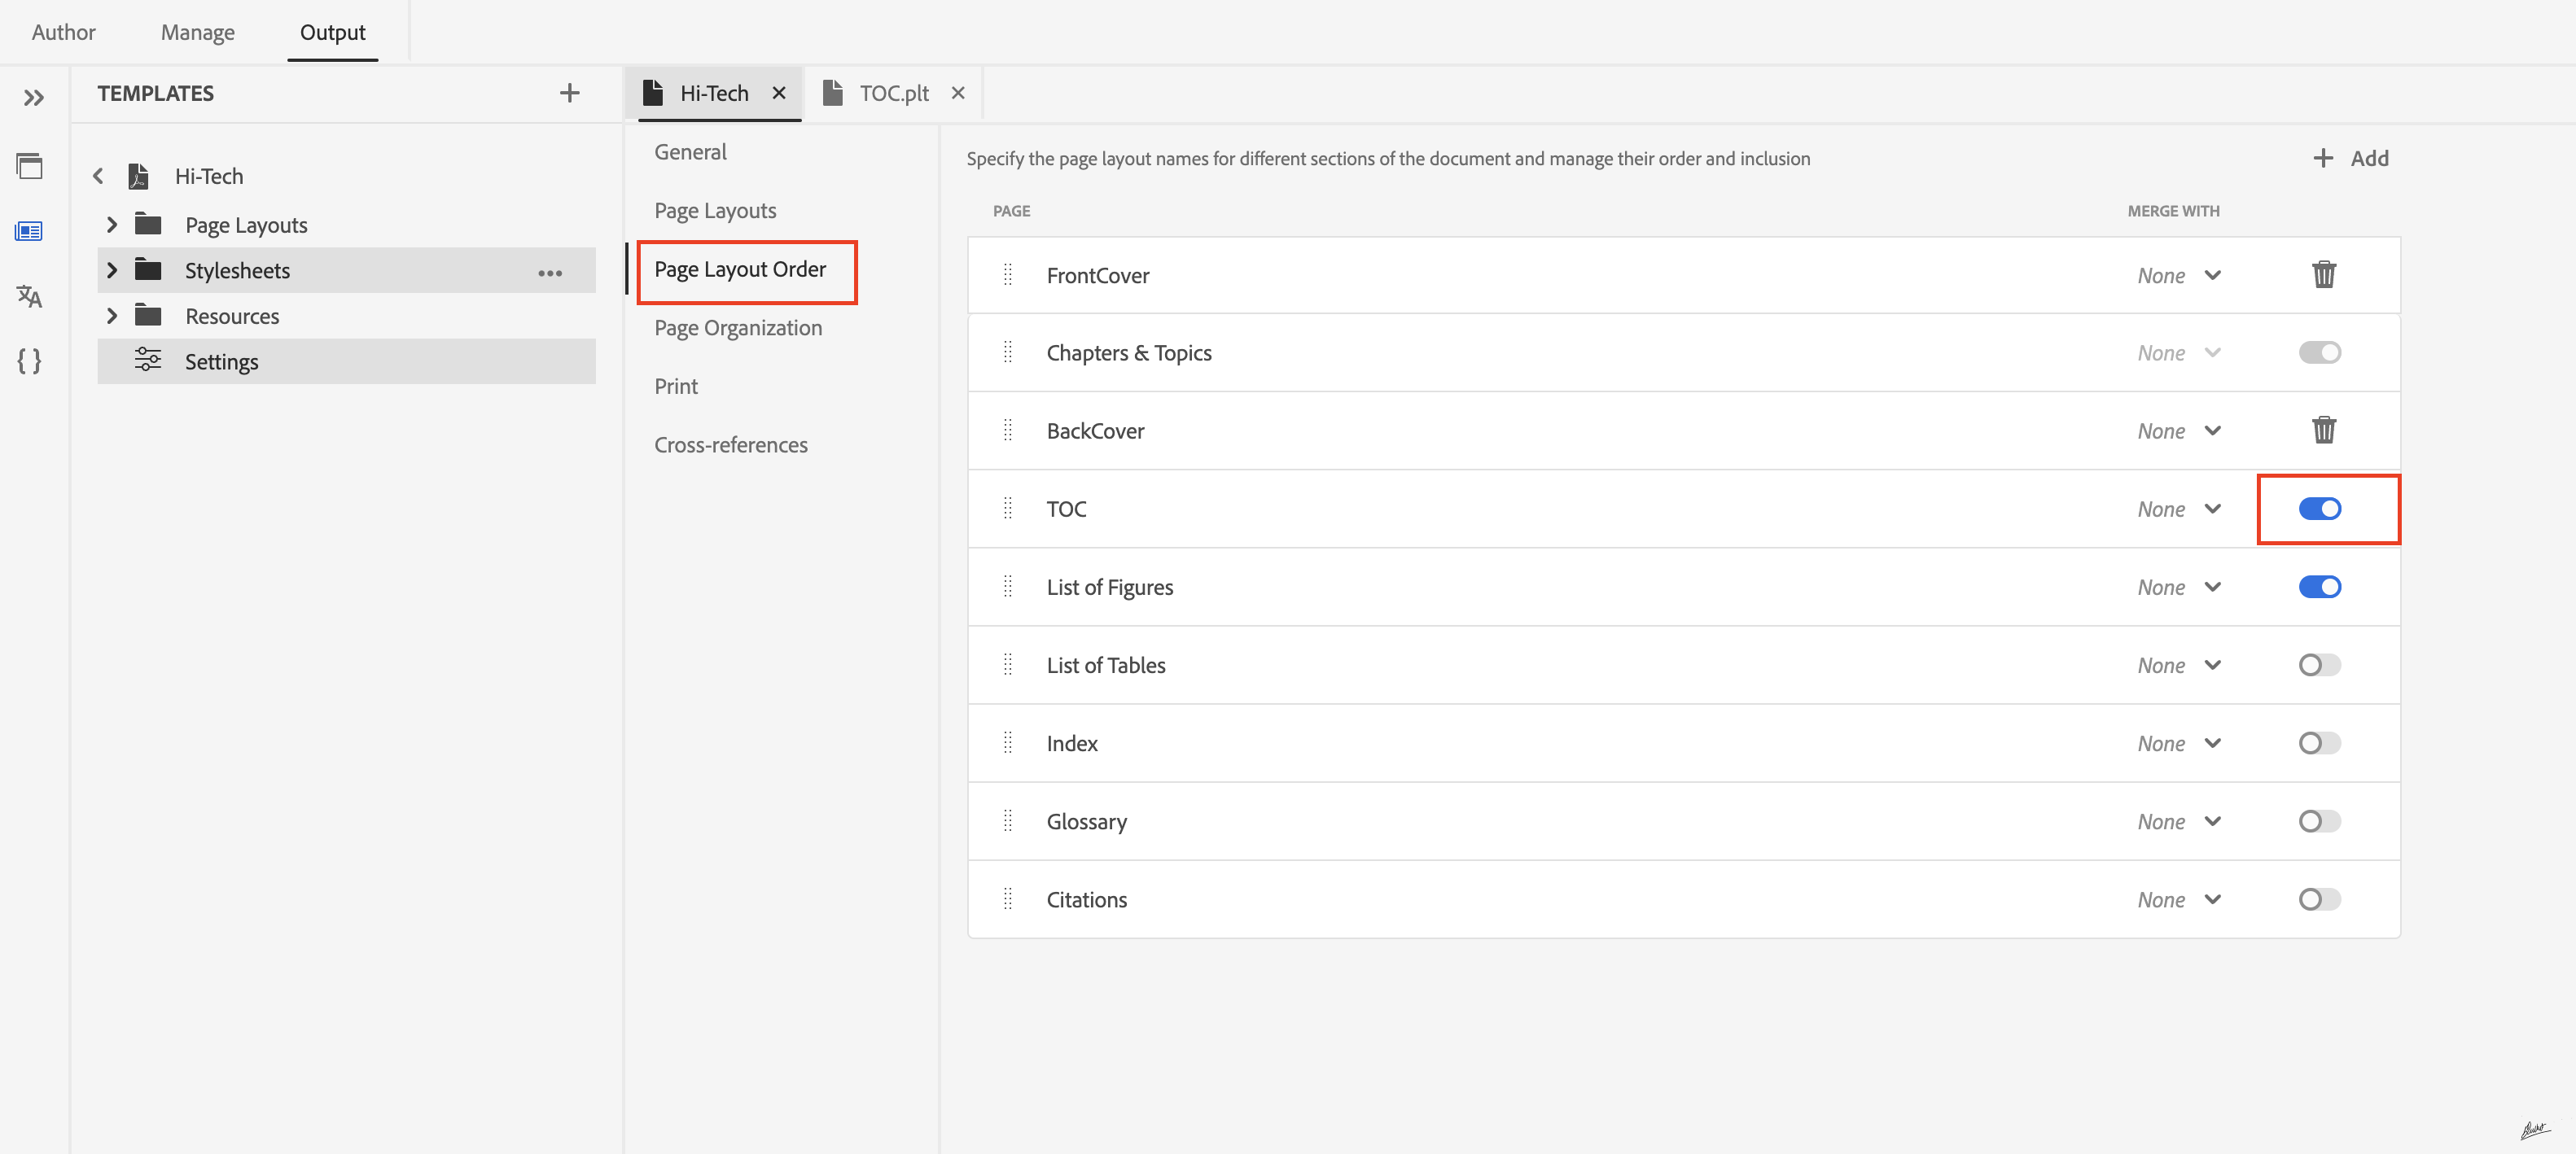 Author Manage Output
TEMPLATES
Hi-Tech
Page Layouts
Stylesheets
Resources
Settings
Hi-Tech TOC.plt
General
Page Layouts
Page Layout Order
Page Organization
Print
Cross-references
Specify the page layout names for different sections of the document and manage their order and inclusion Add
PAGE MERGE WITH
FrontCover None
Chapters & Topics None
BackCover None
TOC None
List of Figures None
List of Tables None
Index None
Glossary None
Citations None